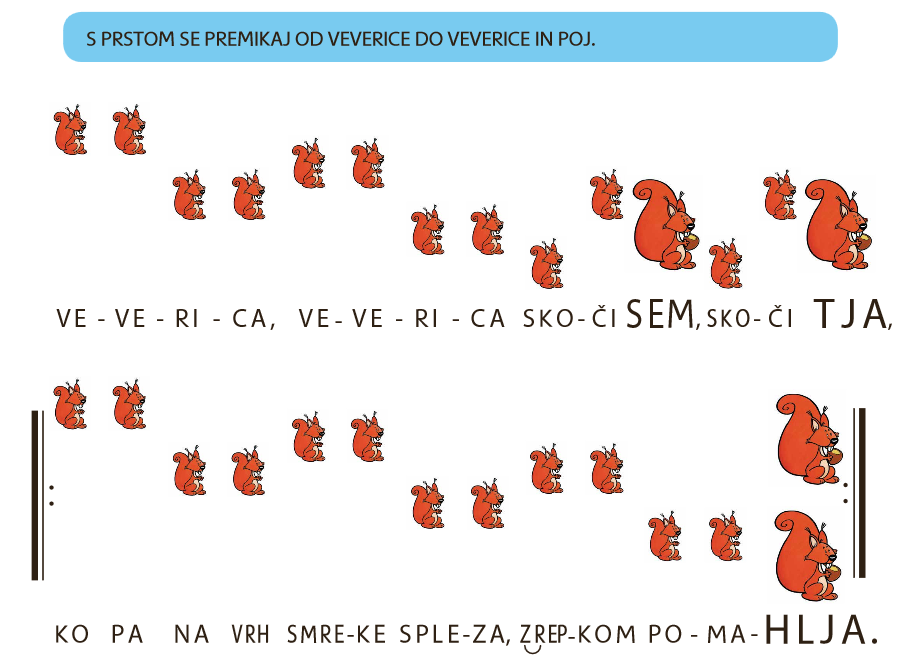 S PRSTOM SE PREMIKAJ OD VEVERICE DO VEVERICE IN POJ.
VE - VE - RI - CA, VE - VE - RI - CA SKO - ČI SEM, SKO - ČI TJA,
KO PA NA VRH SMRE-KE SPLE-ZA, Z REP-KOM PO - MA - HLJA.